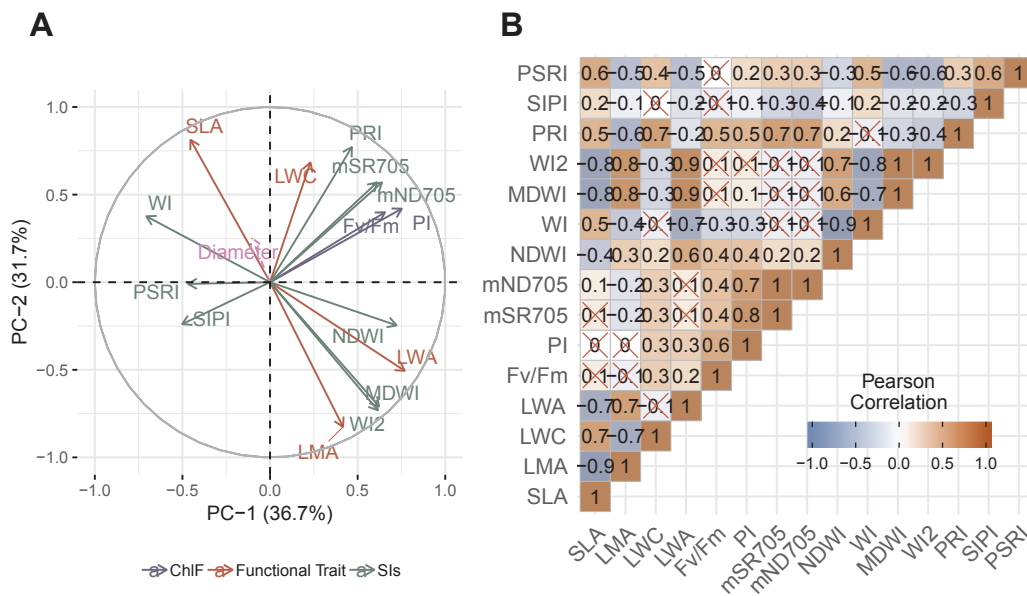 A
1.0
0.5
0.0
−0.5
−1.0
PC−2 (31.7%)
SLA
PRI
LWC
mSR705
mND705
WI
Fv/Fm
PI
Diameter
PSRI
SIPI
NDWI
LWA
MDWI
WI2
LMA
−1.0 −0.5 0.0 0.5 1.0
PC−1 (36.7%)
ChlF Functional Trait SIs
B
PSRI 0.6 −0.5 0.4 −0.5 0 0.2 0.3 0.3 −0.3 0.5 −0.6 −0.6 0.3 0.6 1
SIPI 0.2 −0.1 0 −0.2 −0.1 −0.1 −0.3 −0.4 −0.1 0.2 −0.2 −0.2 −0.3 1
PRI 0.5 −0.6 0.7 −0.2 0.5 0.5 0.7 0.7 0.2 −0.1 −0.3 −0.4 1
WI2 −0.8 0.8 −0.3 0.9 0.1 0.1 −0.1 −0.1 0.7 −0.8 1 1
MDWI −0.8 0.8 −0.3 0.9 0.1 0.1 −0.1 −0.1 0.6 −0.7 1
WI 0.5 −0.4 −0.1 −0.7 −0.3 −0.3 −0.1 −0.1 −0.9 1
NDWI −0.4 0.3 0.2 0.6 0.4 0.4 0.2 0.2 1
mND705 0.1 −0.2 0.3 0.1 0.4 0.7 1 1
mSR705 0.1 −0.2 0.3 0.1 0.4 0.8 1
PI 0 0 0.3 0.3 0.6 1
Fv/Fm −0.1 −0.1 0.3 0.2 1
LWA −0.7 0.7 −0.1 1
LWC 0.7 −0.7 1
LMA −0.9 1
SLA 1
Pearson
Correlation
−1.0 0.0 1.0
SLA LMA LWC LWA Fv/Fm PI mSR705 mND705 NDWI WI MDWI WI2 PRI SIPI PSRI